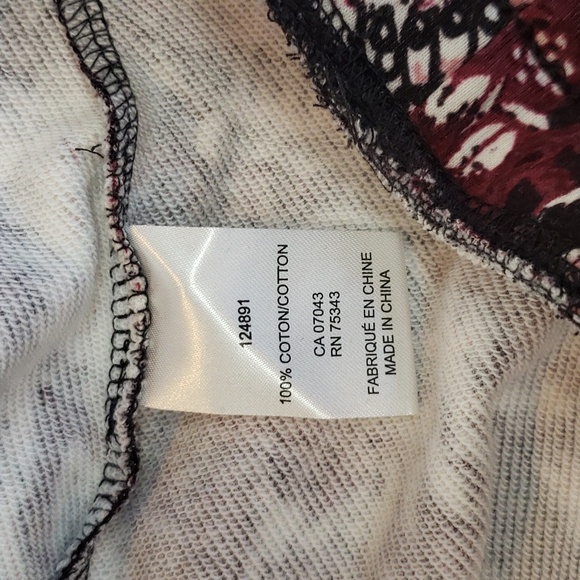 124891
100% COTON/COTTON
CA 07043
RN 75343
FABRIQUÉ EN CHINE
MADE IN CHINA